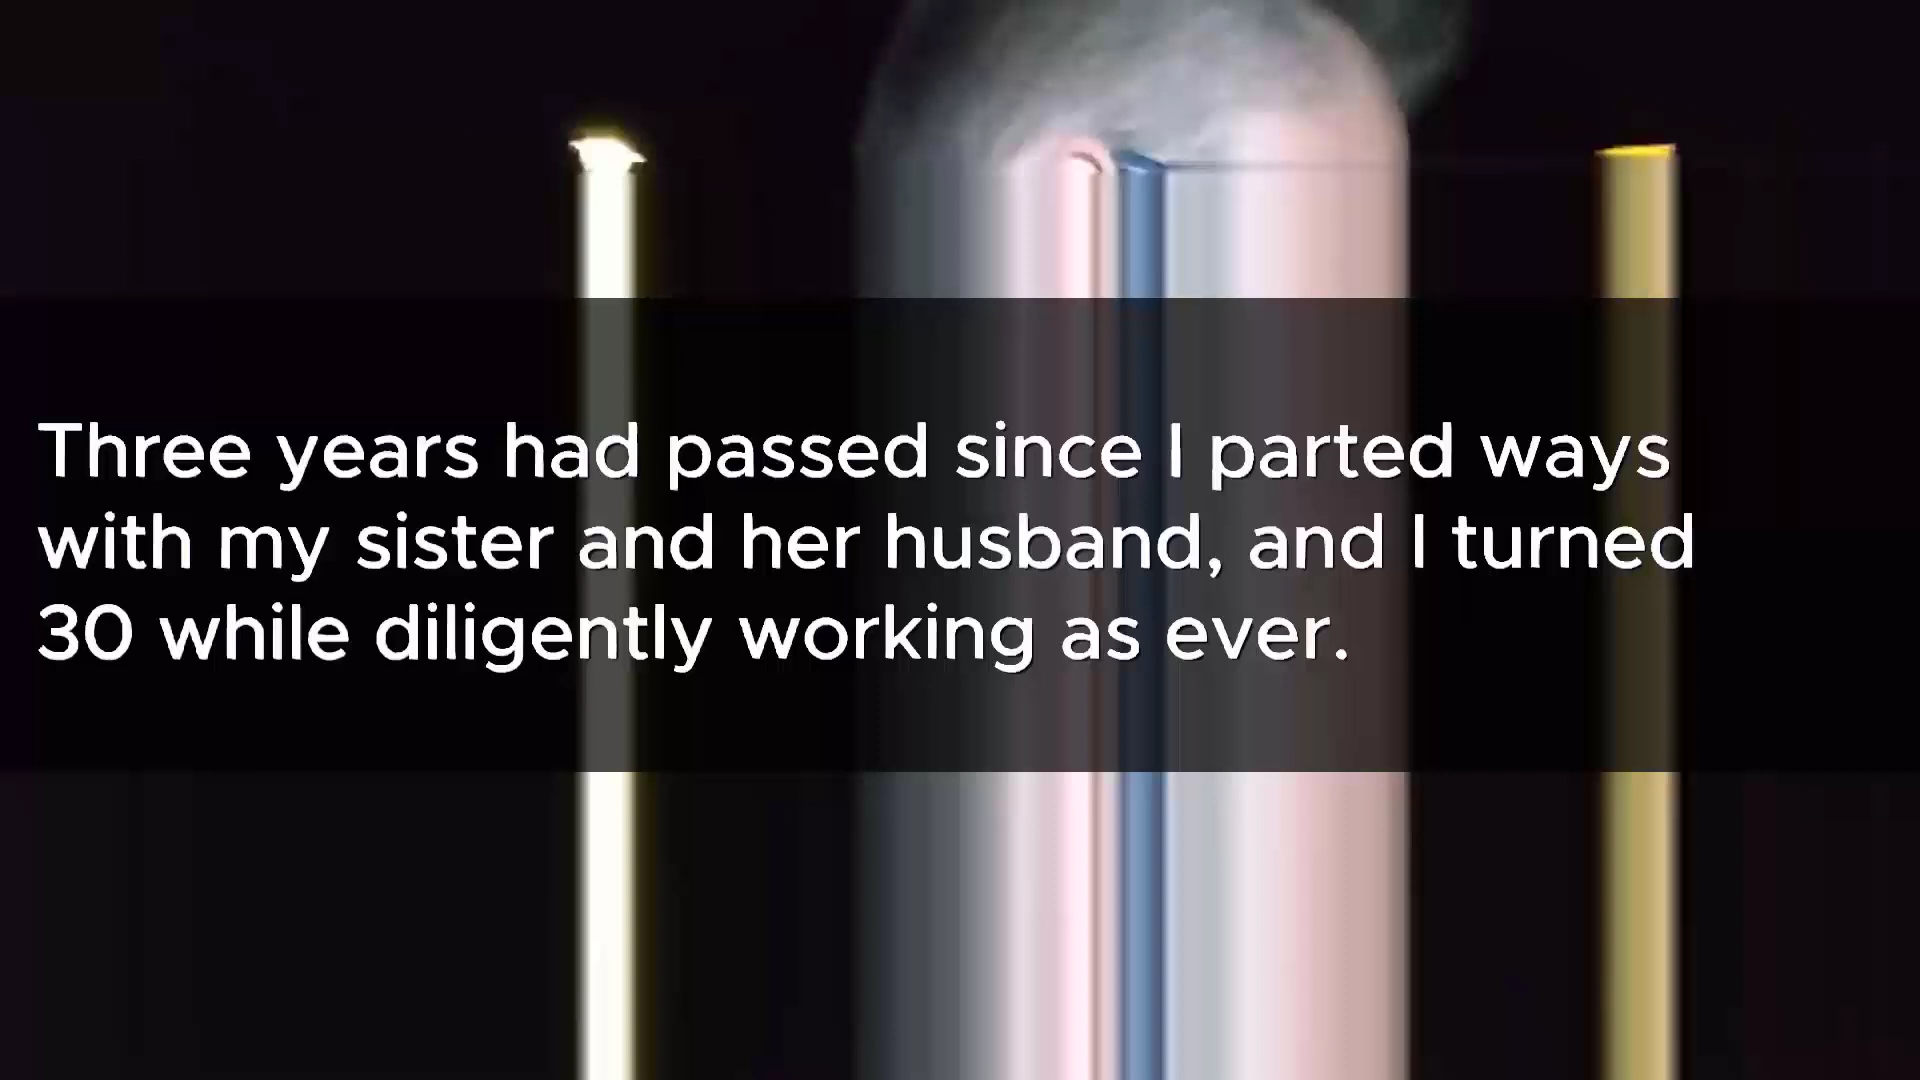 Three years had passed since I parted ways
with my sister and her husband, and I turned
30 while diligently working as ever.